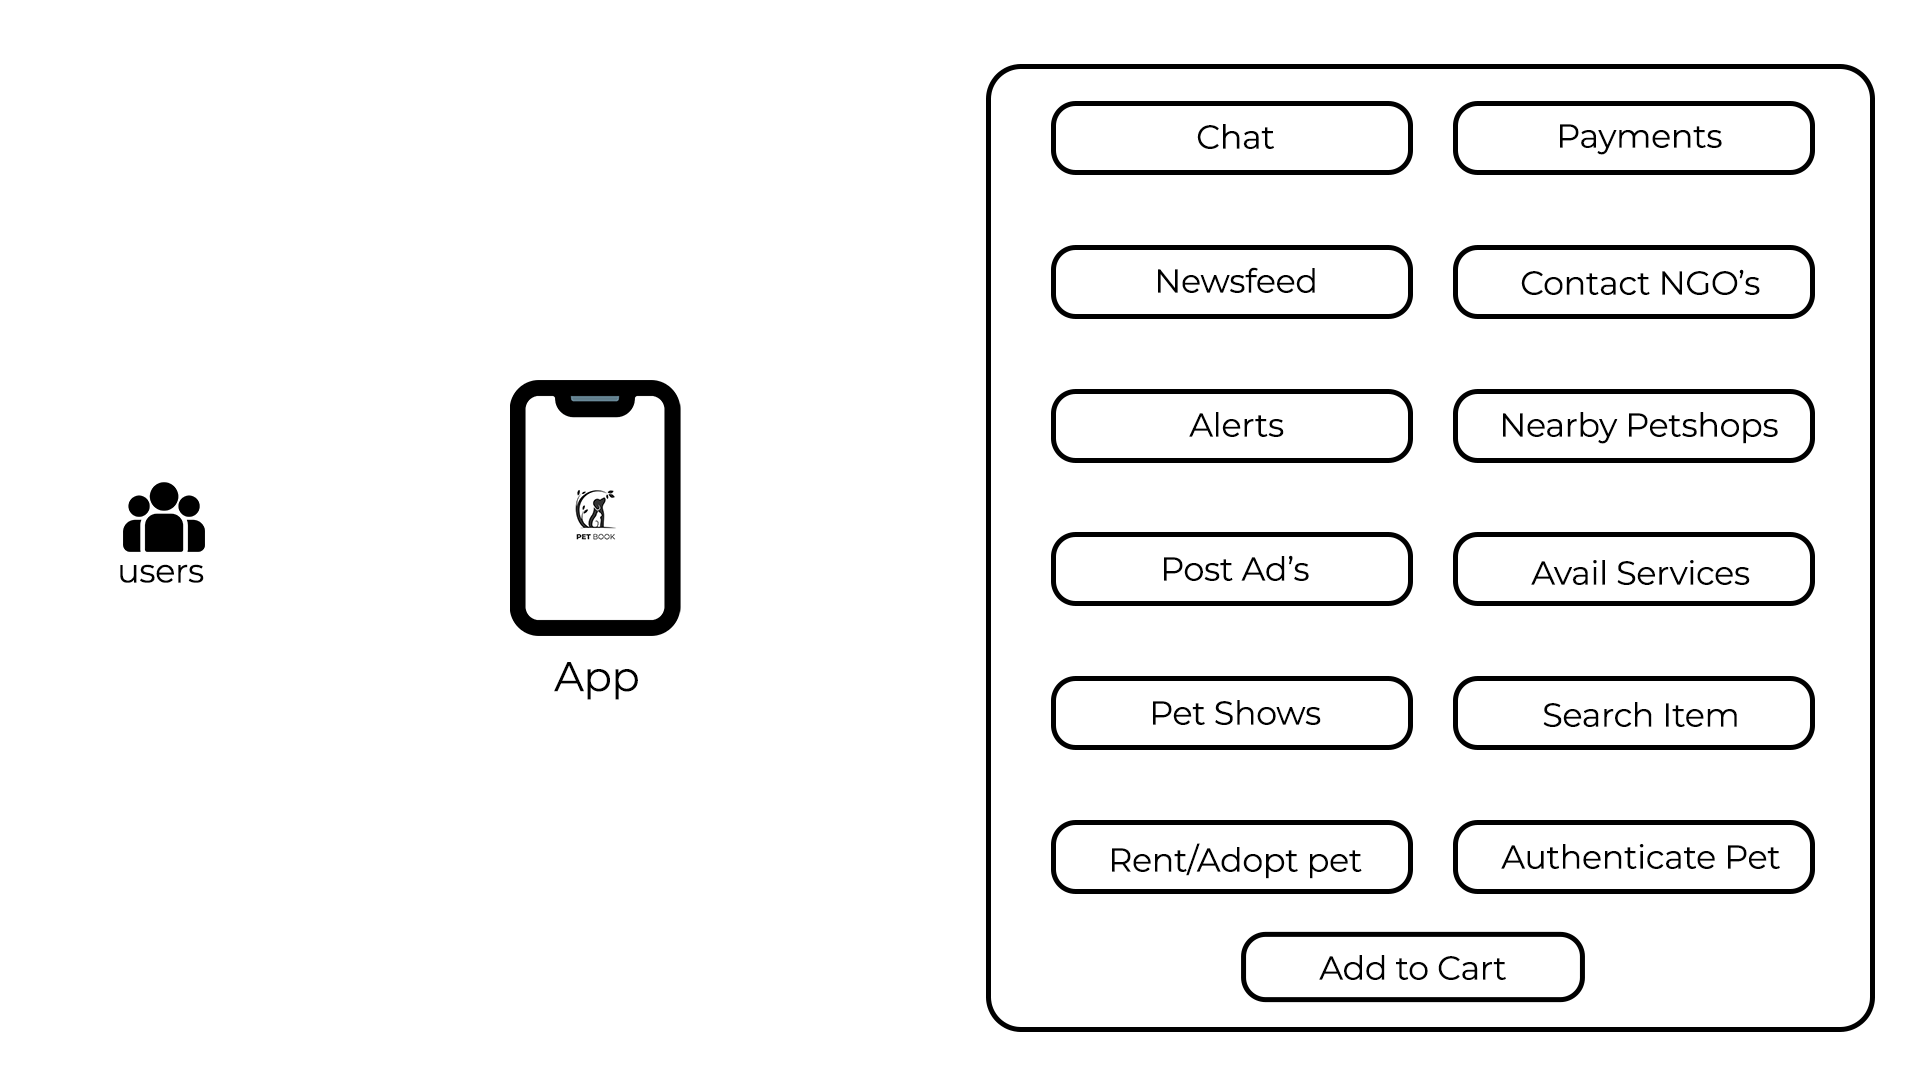 users
PET BOOK
App
Chat
Payments
Newsfeed
Contact NGO’s
Alerts
Nearby Petshops
Post Ad’s
Avail Services
Pet Shows
Search Item
Rent/Adopt pet
Authenticate Pet
Add to Cart